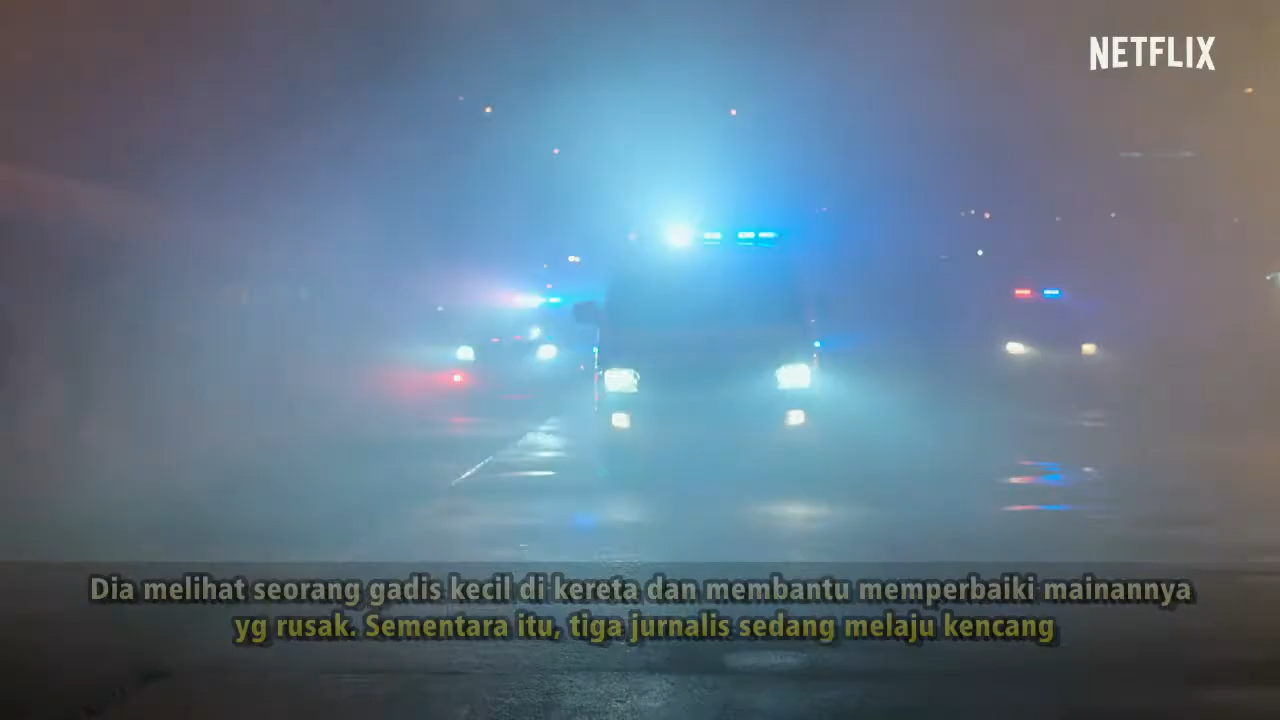 NETFLIX
Dia melihat seorang gadis kecil di kereta dan membantu memperbaiki mainannya
yg rusak. Sementara itu, tiga jurnalis sedang melaju kencang